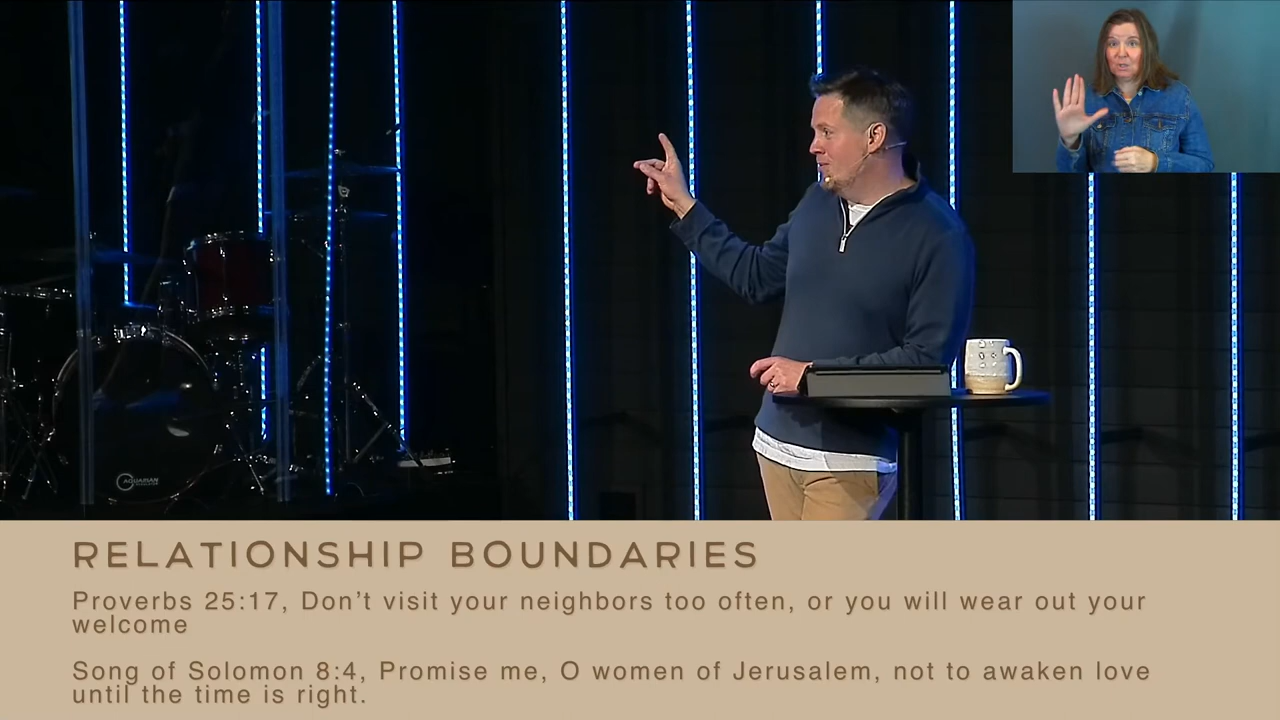 AQUARIAN
RELATIONSHIP BOUNDARIES
Proverbs 25:17, Don't visit your neighbors too often, or you will wear out your
welcome
Song of Solomon 8:4, Promise me, O women of Jerusalem, not to awaken love
until the time is right.